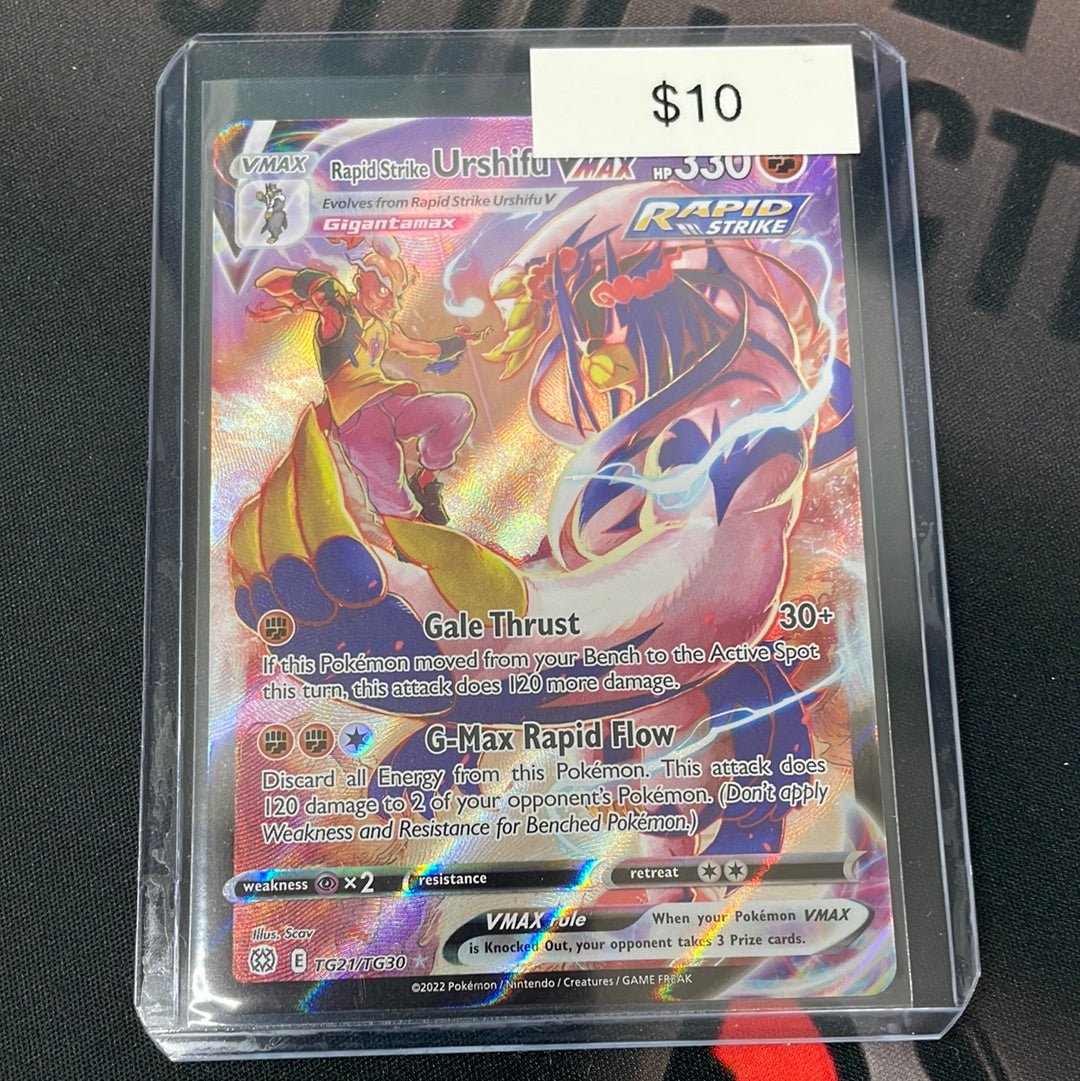 $10
VMAX
Rapid Strike Urshifu VMAX HP 330
Evolves from Rapid Strike Urshifu V
Gigantamax
RAPID
STRIKE
Gale Thrust 30+
If this Pokémon moved from your Bench to the Active Spot
this turn, this attack does 120 more damage.
G-Max Rapid Flow
Discard all Energy from this Pokémon. This attack does
120 damage to 2 of your opponent's Pokémon. (Don't apply
Weakness and Resistance for Benched Pokémon.)
weakness ×2 resistance retreat
VMAX rule When your Pokémon VMAX
is Knocked Out, your opponent takes 3 Prize cards.
Illus. Scav
E TG21/TG30
©2022 Pokémon / Nintendo / Creatures / GAME FREAK